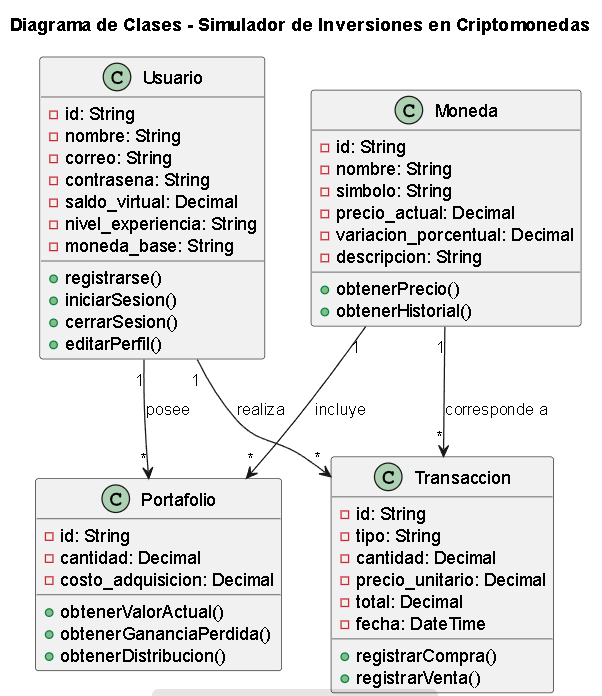 Diagrama de Clases - Simulador de Inversiones en Criptomonedas
C Usuario
id: String
nombre: String
correo: String
contrasena: String
saldo_virtual: Decimal
nivel_experiencia: String
moneda_base: String
registrarse()
iniciarSesion()
cerrarSesion()
editarPerfil()
C Moneda
id: String
nombre: String
simbolo: String
precio_actual: Decimal
variacion_porcentual: Decimal
descripcion: String
obtenerPrecio()
obtenerHistorial()
1
posee
*
1
realiza
*
1
incluye
*
1
corresponde a
*
C Portafolio
id: String
cantidad: Decimal
costo_adquisicion: Decimal
obtenerValorActual()
obtenerGananciaPerdida()
obtenerDistribucion()
C Transaccion
id: String
tipo: String
cantidad: Decimal
precio_unitario: Decimal
total: Decimal
fecha: DateTime
registrarCompra()
registrarVenta()